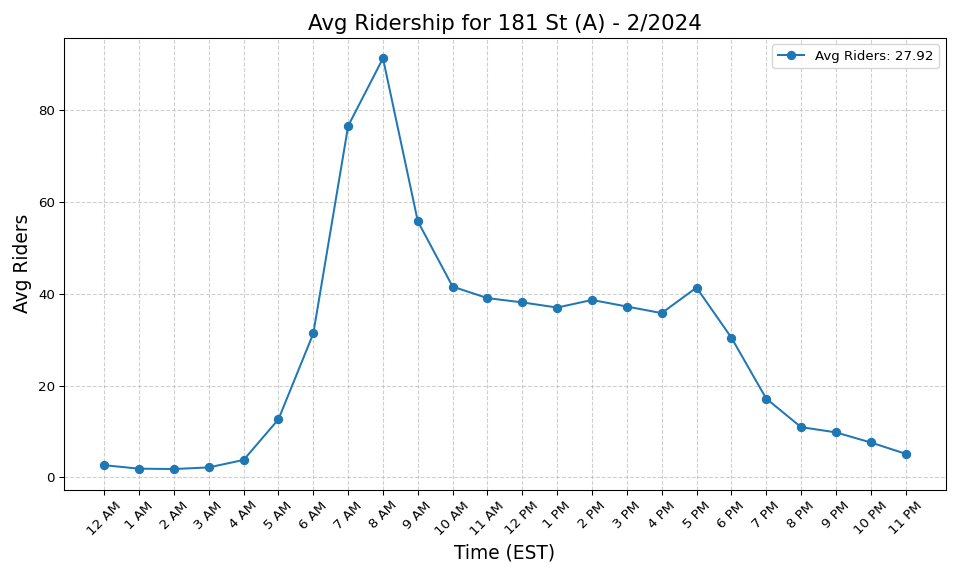 Avg Ridership for 181 St (A) - 2/2024
Avg Riders: 27.92
Avg Riders
80
60
40
20
0
12 AM
1 AM
2 AM
3 AM
4 AM
5 AM
6 AM
7 AM
8 AM
9 AM
10 AM
11 AM
12 PM
1 PM
2 PM
3 PM
4 PM
5 PM
6 PM
7 PM
8 PM
9 PM
10 PM
11 PM
Time (EST)